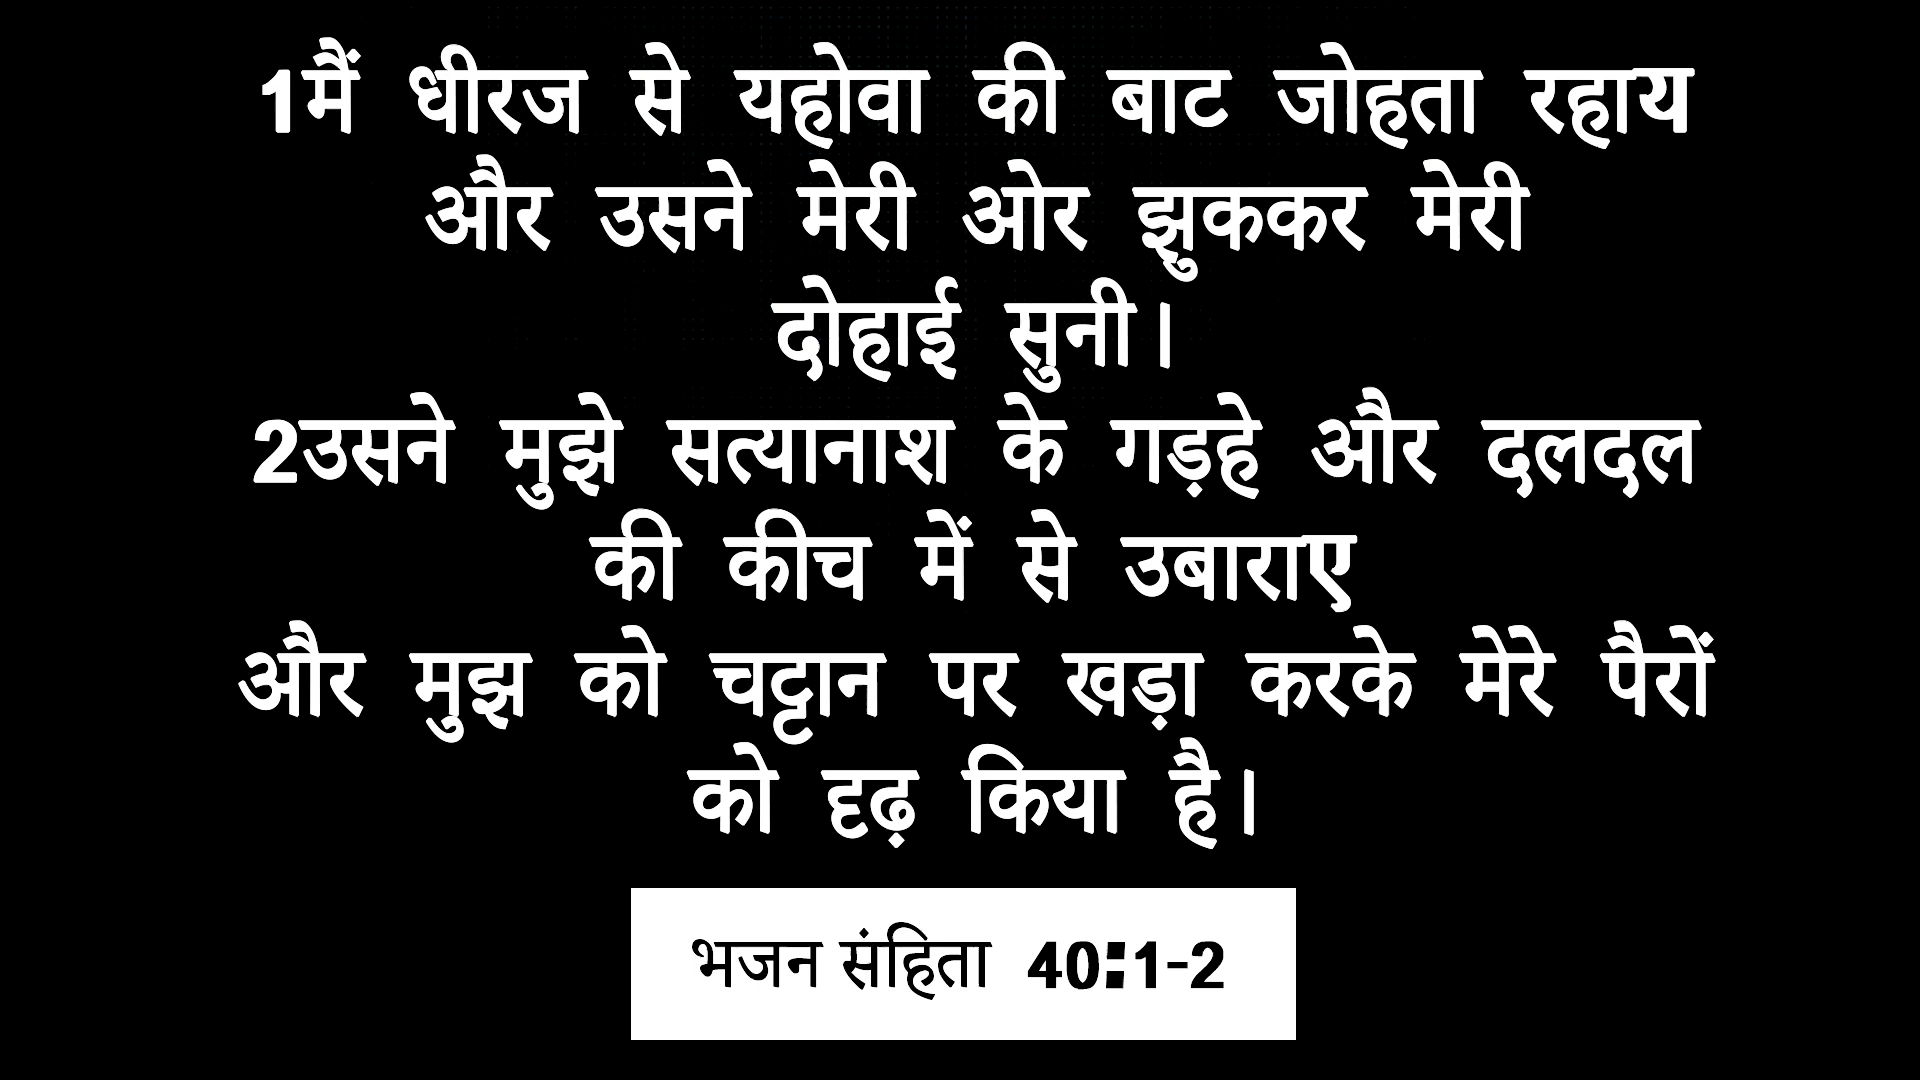 1मैं धीरज से यहोवा की बाट जोहता रहाय
और उसने मेरी ओर झुककर मेरी
दोहाई सुनी।
2उसने मुझे सत्यानाश के गड़हे और दलदल
की कीच में से उबाराए
और मुझ को चट्टान पर खड़ा करके मेरे पैरों
को दृढ़ किया है।
भजन संहिता 40:1-2